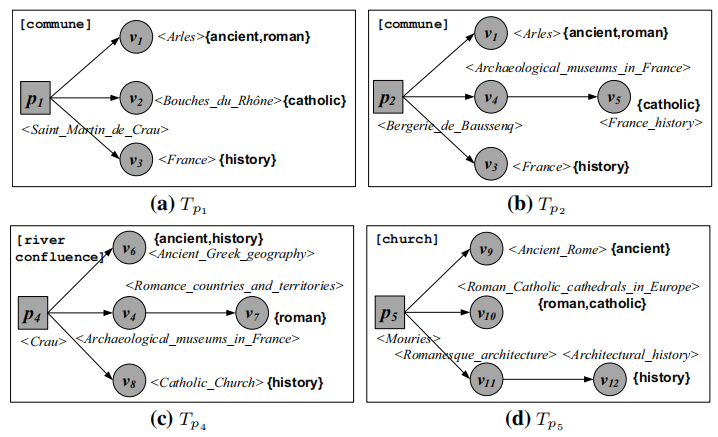 [commune]
v1 <Arles>{ancient,roman}
p1 v2 <Bouches_du_Rhône>{catholic}
<Saint_Martin_de_Crau>
v3 <France> {history}
(a) Tp1
[commune]
v1 <Arles> {ancient,roman}
<Archaeological_museums_in_France>
p2 v4 v5 {catholic}
<Bergerie_de_Baussenq> <France_history>
v3 <France> {history}
(b) Tp2
[river
confluence]
{ancient,history}
v6 <Ancient_Greek_geography>
<Romance_countries_and_territories>
p4 v4 v7 {roman}
<Crau> <Archaeological_museums_in_France>
v8 <Catholic_Church> {history}
(c) Tp4
[church]
v9 <Ancient_Rome> {ancient}
<Roman_Catholic_cathedrals_in_Europe>
p5 v10 {roman,catholic}
<Mouries>
<Romanesque_architecture> <Architectural_history>
v11 v12 {history}
(d) Tp5